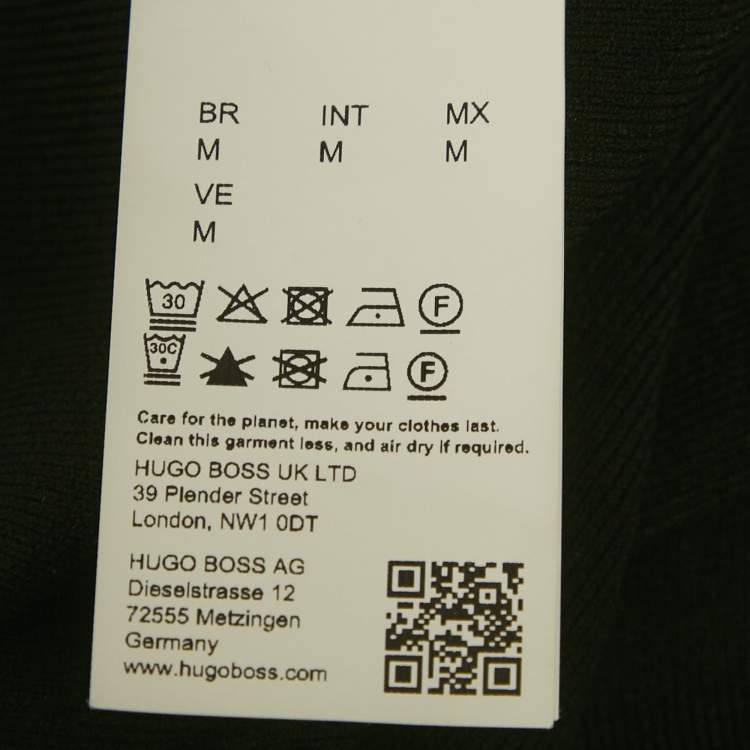 BR INT MX
M M M
VE
M
30 F
30C F
Care for the planet, make your clothes last.
Clean this garment less, and air dry if required.
HUGO BOSS UK LTD
39 Plender Street
London, NW1 0DT
HUGO BOSS AG
Dieselstrasse 12
72555 Metzingen
Germany
www.hugoboss.com